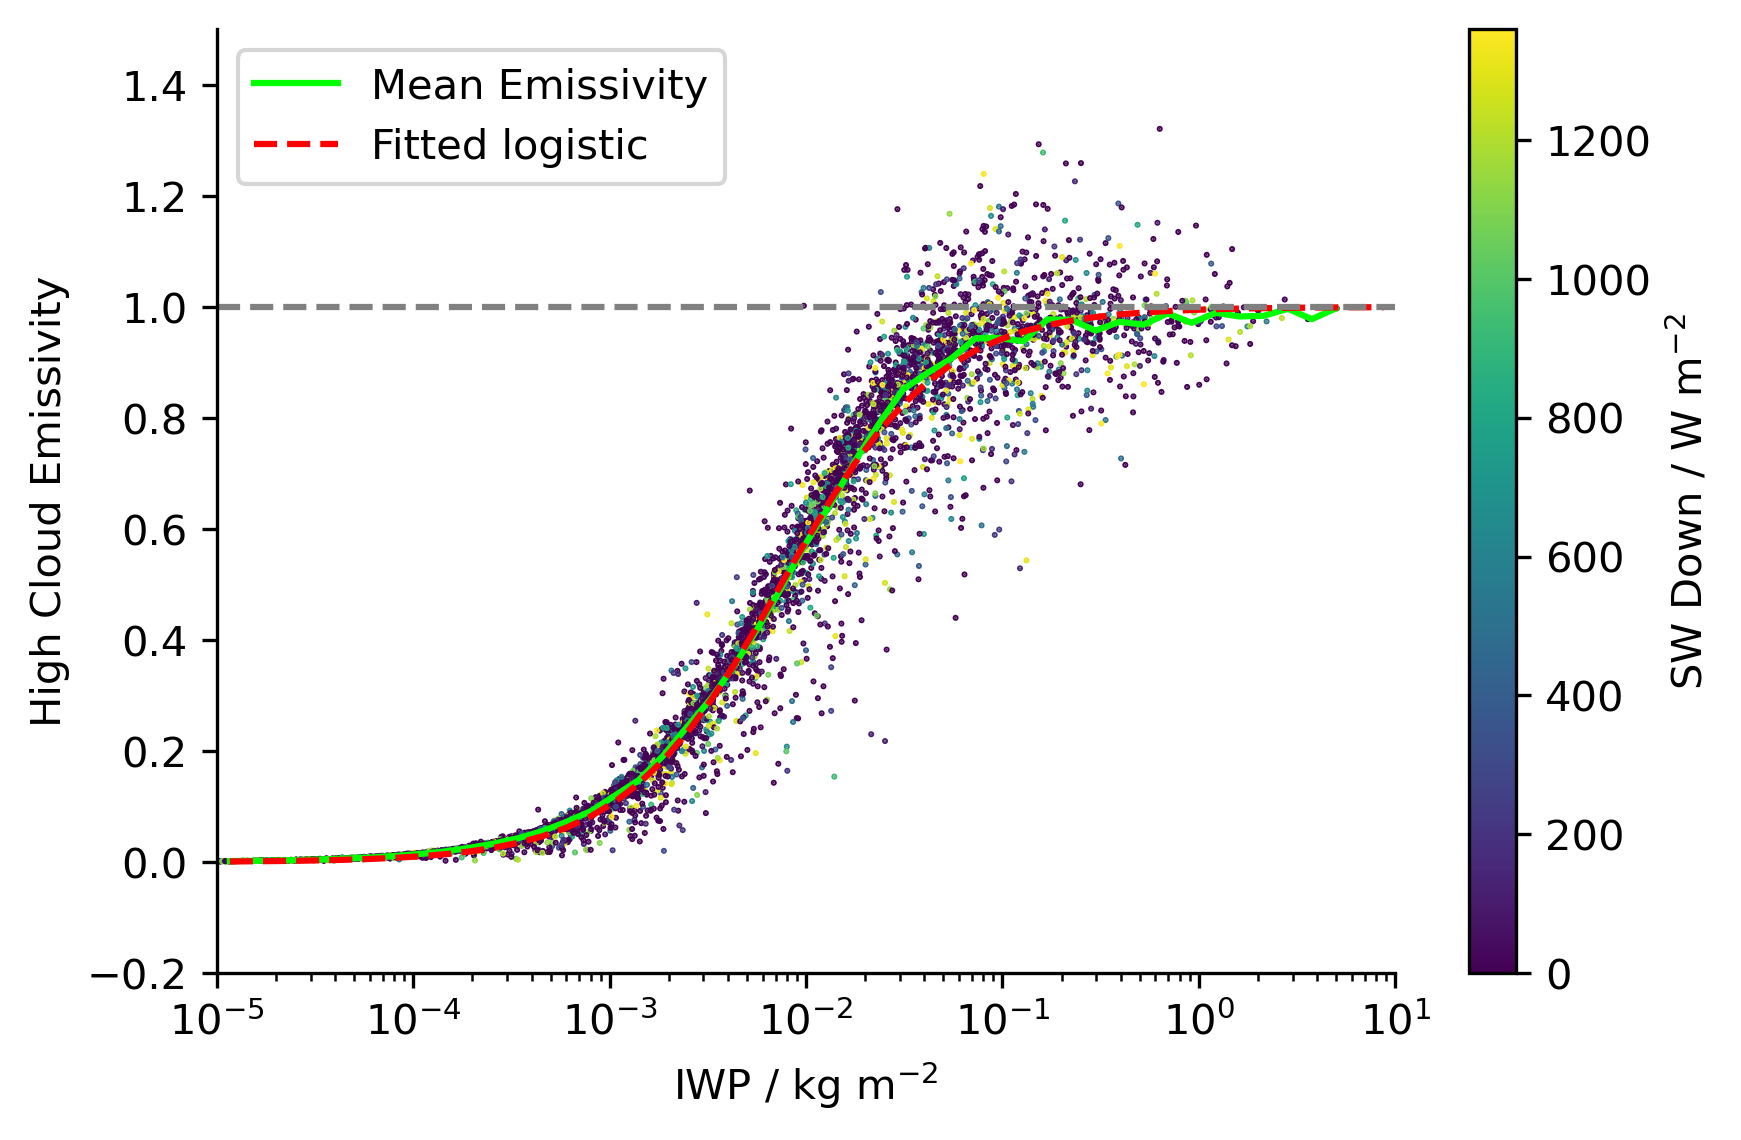 Mean Emissivity
Fitted logistic
High Cloud Emissivity
1.4
1.2
1.0
0.8
0.6
0.4
0.2
0.0
−0.2
10⁻⁵ 10⁻⁴ 10⁻³ 10⁻² 10⁻¹ 10⁰ 10¹
IWP / kg m⁻²
1200
1000
800
600
400
200
0
SW Down / W m⁻²